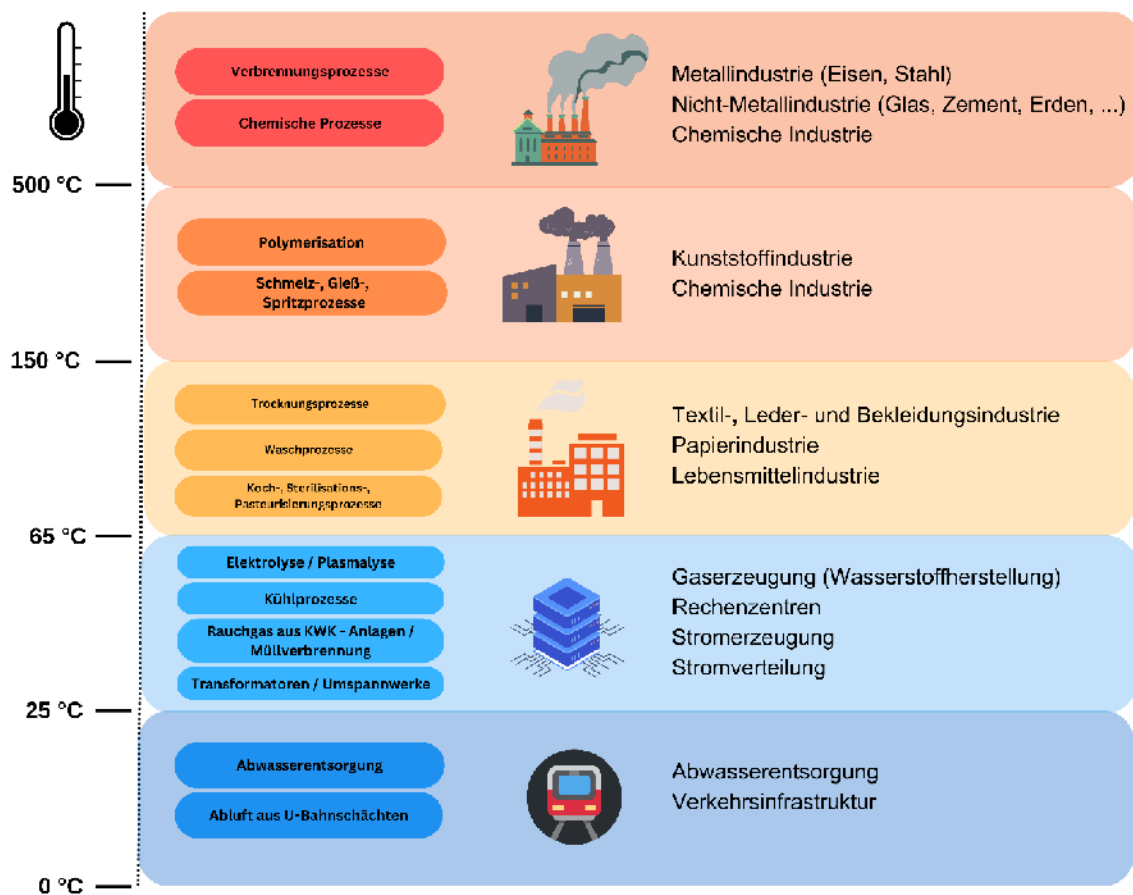 Verbrennungsprozesse
Chemische Prozesse
Metallindustrie (Eisen, Stahl)
Nicht-Metallindustrie (Glas, Zement, Erden, ...)
Chemische Industrie
500 °C
Polymerisation
Schmelz-, Gieß-,
Spritzprozesse
Kunststoffindustrie
Chemische Industrie
150 °C
Trocknungsprozesse
Waschprozesse
Koch-, Sterilisations-,
Pasteurisierungsprozesse
Textil-, Leder- und Bekleidungsindustrie
Papierindustrie
Lebensmittelindustrie
65 °C
Elektrolyse / Plasmalyse
Kühlprozesse
Rauchgas aus KWK - Anlagen /
Müllverbrennung
Transformatoren / Umspannwerke
Gaserzeugung (Wasserstoffherstellung)
Rechenzentren
Stromerzeugung
Stromverteilung
25 °C
Abwasserentsorgung
Abluft aus U-Bahnschächten
Abwasserentsorgung
Verkehrsinfrastruktur
0 °C